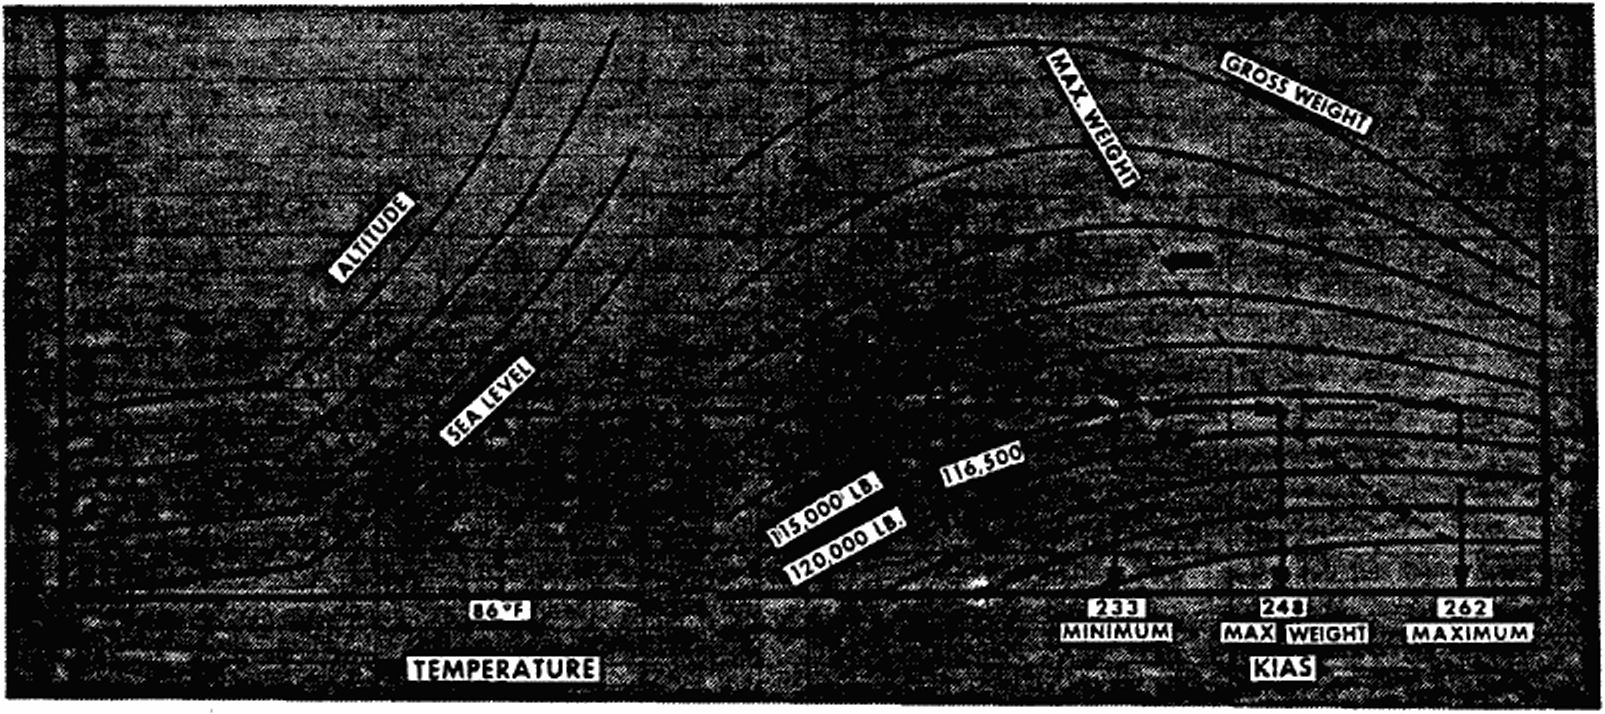 GROSS WEIGHT
MAX. WEIGHT
ALTITUDE
SEA LEVEL
116,500
115,000 LB.
120,000 LB.
86°F
233
248
262
MINIMUM
MAX WEIGHT
MAXIMUM
TEMPERATURE
KIAS